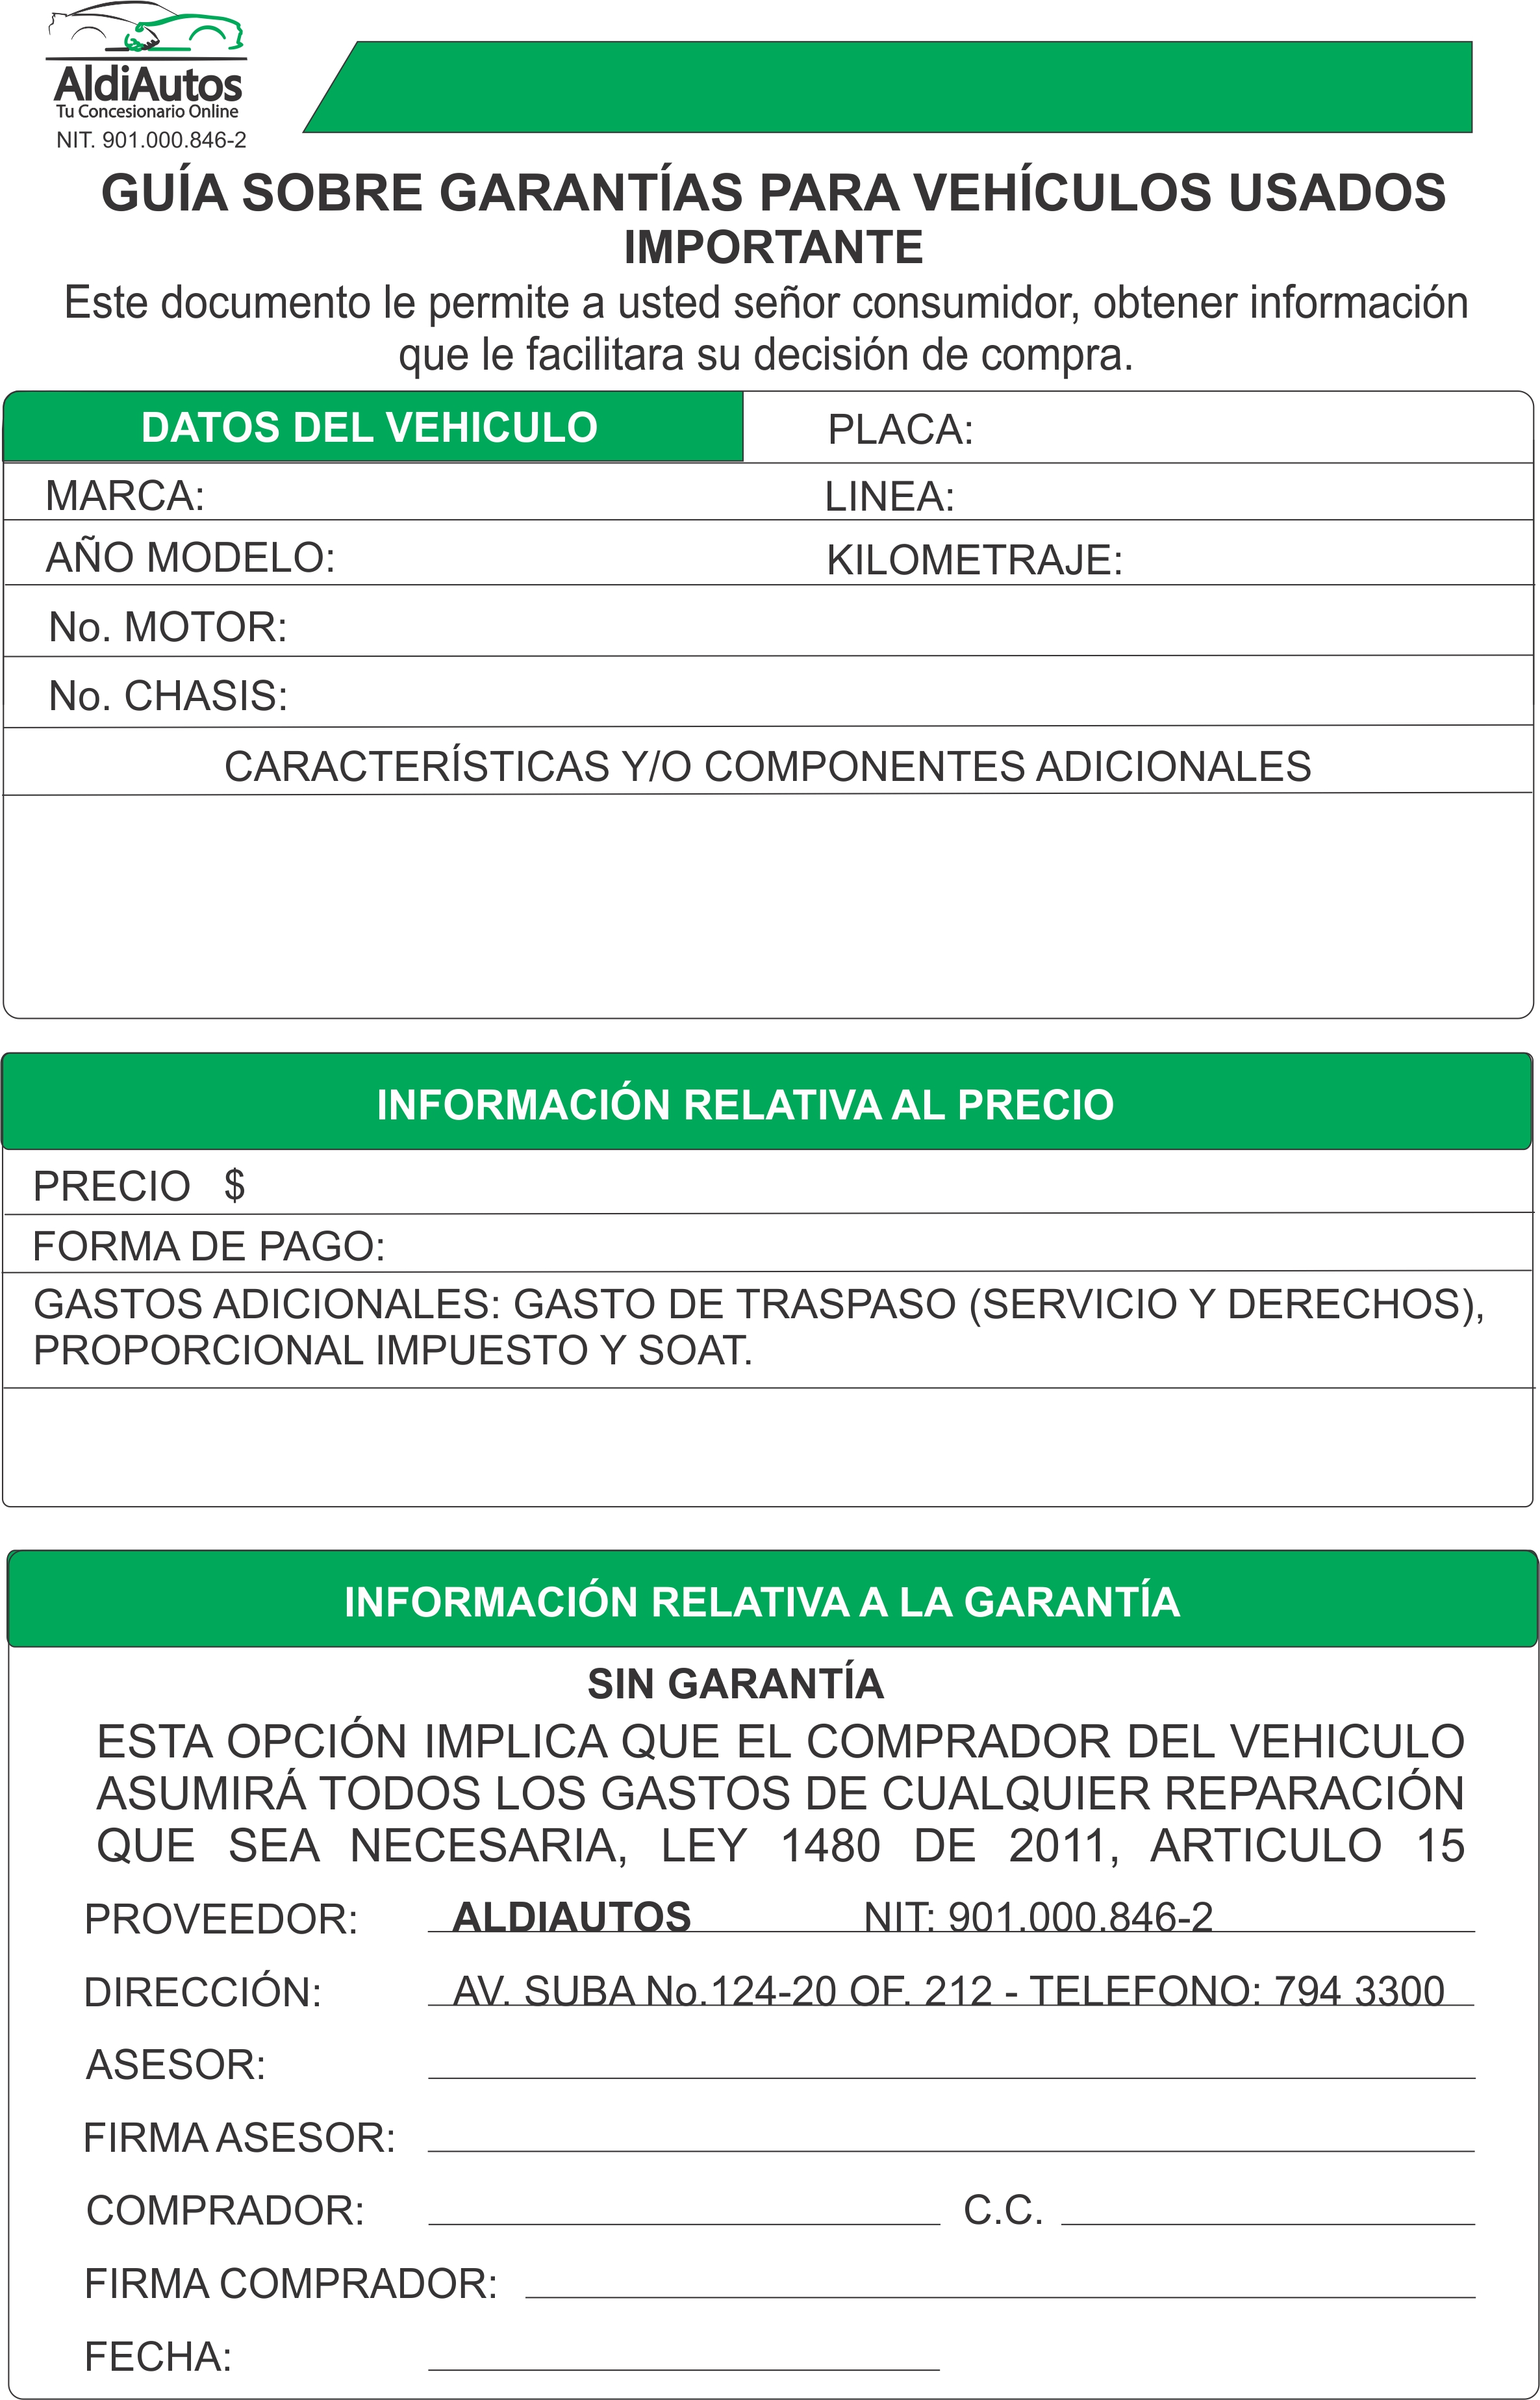 AldiAutos
Tu Concesionario Online
NIT. 901.000.846-2
GUÍA SOBRE GARANTÍAS PARA VEHÍCULOS USADOS
IMPORTANTE
Este documento le permite a usted señor consumidor, obtener información
que le facilitara su decisión de compra.
DATOS DEL VEHICULO PLACA:
MARCA: LINEA:
AÑO MODELO: KILOMETRAJE:
No. MOTOR:
No. CHASIS:
CARACTERÍSTICAS Y/O COMPONENTES ADICIONALES
INFORMACIÓN RELATIVA AL PRECIO
PRECIO $
FORMA DE PAGO:
GASTOS ADICIONALES: GASTO DE TRASPASO (SERVICIO Y DERECHOS),
PROPORCIONAL IMPUESTO Y SOAT.
INFORMACIÓN RELATIVA A LA GARANTÍA
SIN GARANTÍA
ESTA OPCIÓN IMPLICA QUE EL COMPRADOR DEL VEHICULO
ASUMIRÁ TODOS LOS GASTOS DE CUALQUIER REPARACIÓN
QUE SEA NECESARIA, LEY 1480 DE 2011, ARTICULO 15
PROVEEDOR: ALDIAUTOS NIT: 901.000.846-2
DIRECCIÓN: AV. SUBA No.124-20 OF. 212 - TELEFONO: 794 3300
ASESOR:
FIRMA ASESOR:
COMPRADOR: C.C.
FIRMA COMPRADOR:
FECHA: